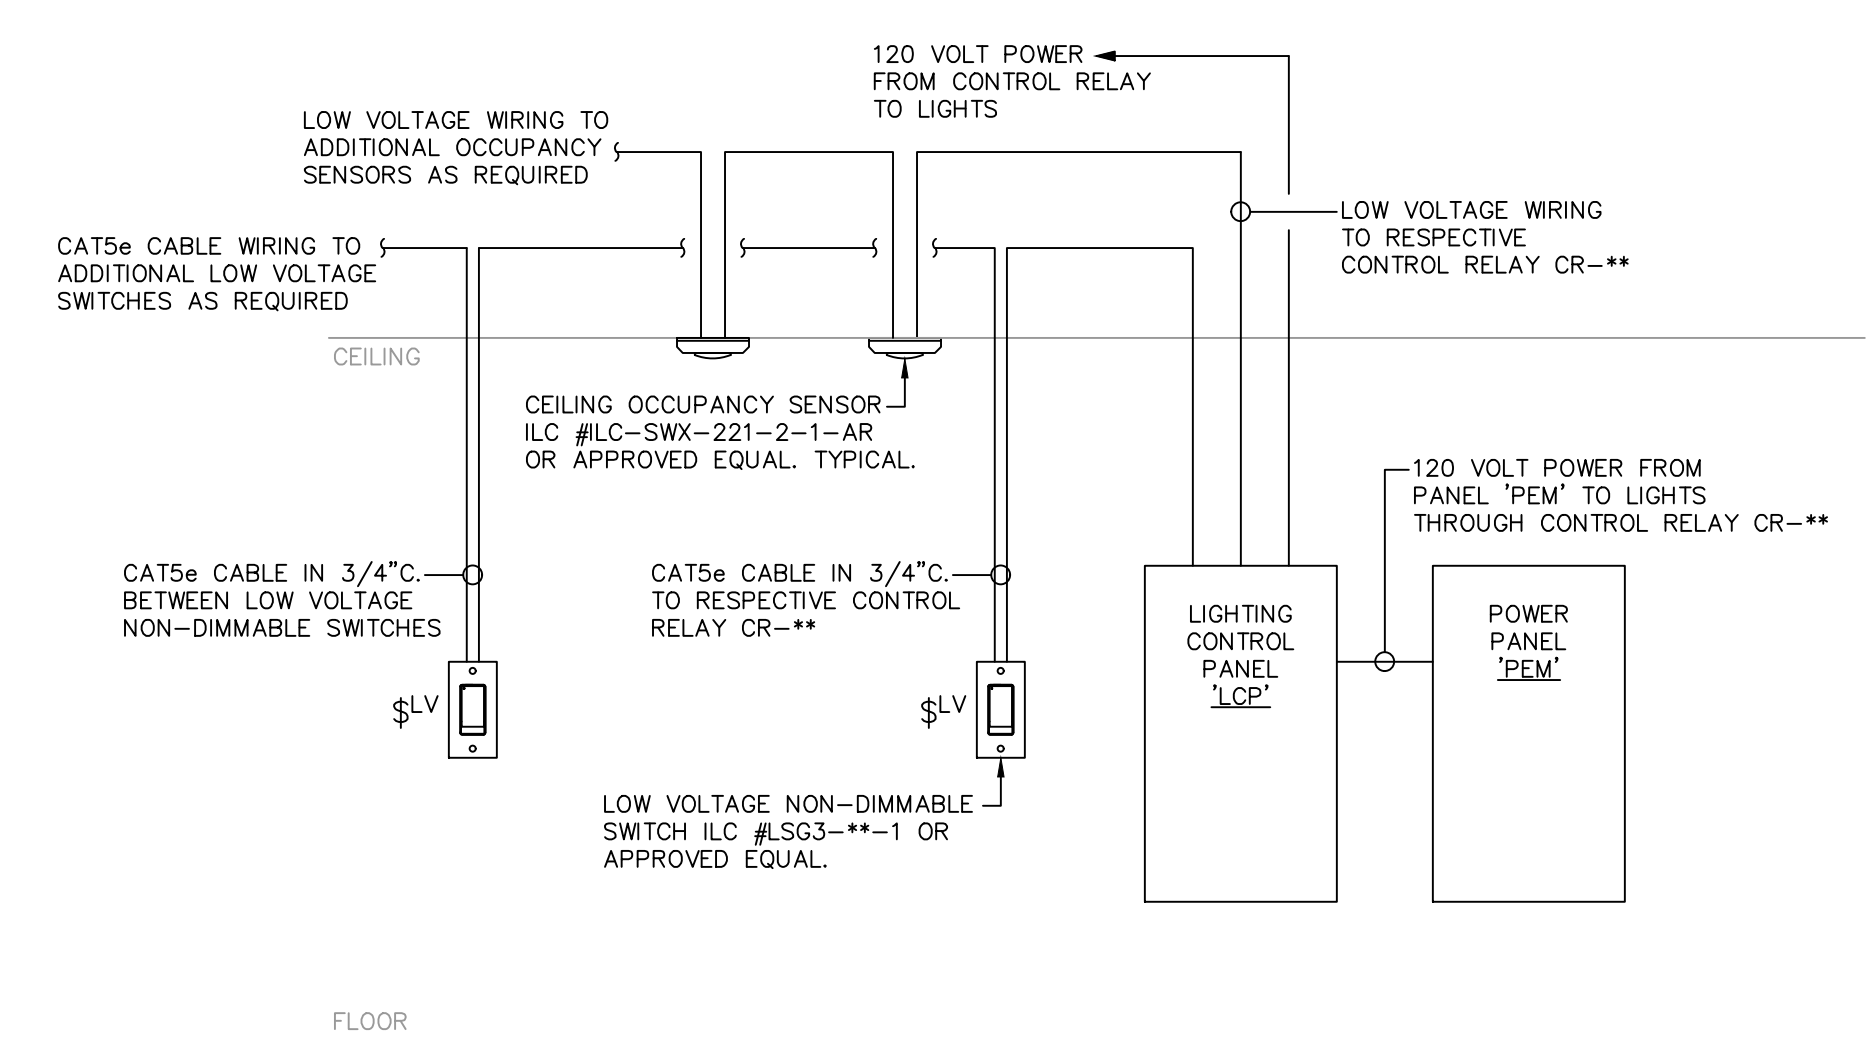 120 VOLT POWER
FROM CONTROL RELAY
TO LIGHTS
LOW VOLTAGE WIRING TO
ADDITIONAL OCCUPANCY
SENSORS AS REQUIRED
LOW VOLTAGE WIRING
TO RESPECTIVE
CONTROL RELAY CR-**
CAT5e CABLE WIRING TO
ADDITIONAL LOW VOLTAGE
SWITCHES AS REQUIRED
CEILING
CEILING OCCUPANCY SENSOR
ILC #ILC-SWX-221-2-1-AR
OR APPROVED EQUAL. TYPICAL.
120 VOLT POWER FROM
PANEL 'PEM' TO LIGHTS
THROUGH CONTROL RELAY CR-**
CAT5e CABLE IN 3/4"C.
BETWEEN LOW VOLTAGE
NON-DIMMABLE SWITCHES
CAT5e CABLE IN 3/4"C.
TO RESPECTIVE CONTROL
RELAY CR-**
LIGHTING
CONTROL
PANEL
'LCP'
POWER
PANEL
'PEM'
$LV
$LV
LOW VOLTAGE NON-DIMMABLE
SWITCH ILC #LSG3-**-1 OR
APPROVED EQUAL.
FLOOR